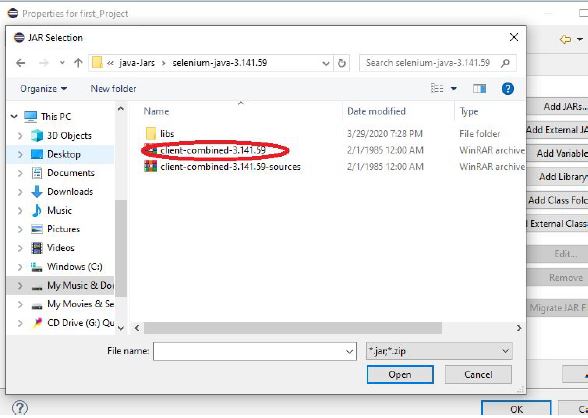 Properties for first_Project
JAR Selection
« java-Jars > selenium-java-3.141.59
Search selenium-java-3.141.59
Organize
New folder
This PC
3D Objects
Desktop
Documents
Downloads
Music
Pictures
Videos
Windows (C:)
My Music & Do
My Movies & Se
CD Drive (G:) Qu
Name
Date modified
Type
libs
3/29/2020 7:28 PM
File folder
client-combined-3.141.59
2/1/1985 12:00 AM
WinRAR archive
client-combined-3.141.59-sources
2/1/1985 12:00 AM
WinRAR archive
File name:
*.jar;*.zip
Open
Cancel
Add JARs...
Add External JA
Add Variable
Add Library
Add Class Fol
External Class
Edit...
Remove
Migrate JAR F
OK
Ca